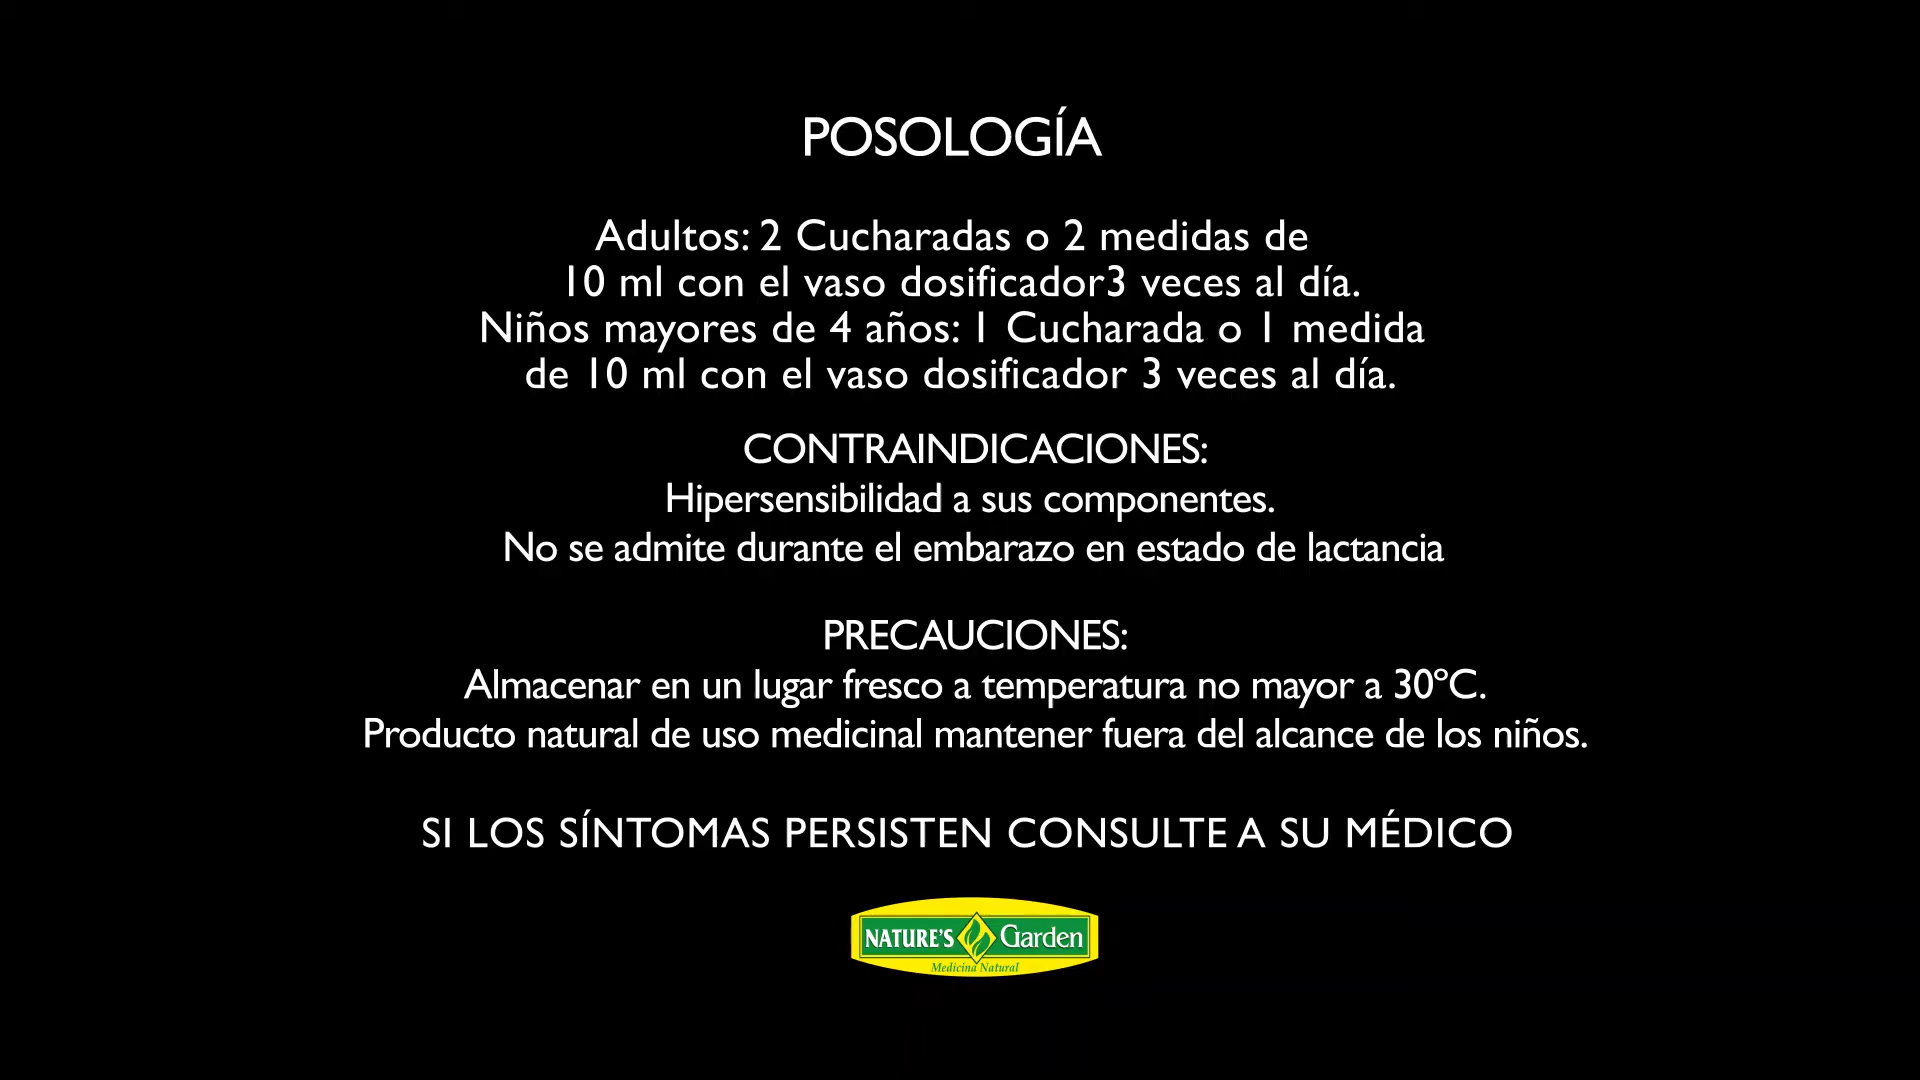 POSOLOGÍA
Adultos: 2 Cucharadas o 2 medidas de
10 ml con el vaso dosificador3 veces al día.
Niños mayores de 4 años: 1 Cucharada o 1 medida
de 10 ml con el vaso dosificador 3 veces al día.
CONTRAINDICACIONES:
Hipersensibilidad a sus componentes.
No se admite durante el embarazo en estado de lactancia
PRECAUCIONES:
Almacenar en un lugar fresco a temperatura no mayor a 30ºC.
Producto natural de uso medicinal mantener fuera del alcance de los niños.
SI LOS SÍNTOMAS PERSISTEN CONSULTE A SU MÉDICO
NATURE'S Garden
Medicina Natural